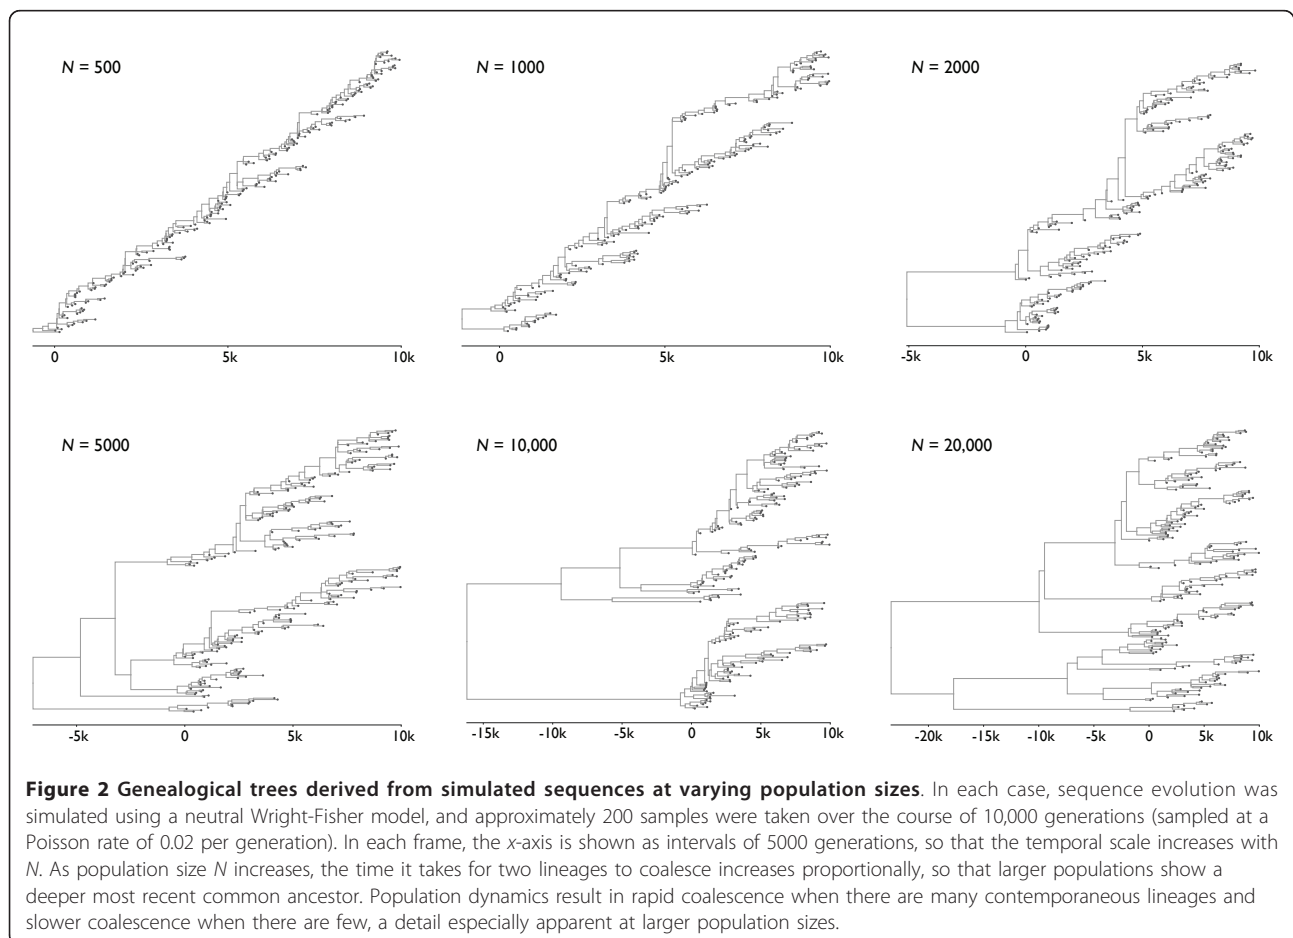 N = 500
N = 1000
N = 2000
0 5k 10k
0 5k 10k
-5k 0 5k 10k
N = 5000
N = 10,000
N = 20,000
-5k 0 5k 10k
-15k -10k -5k 0 5k 10k
-20k -15k -10k -5k 0 5k 10k
Figure 2 Genealogical trees derived from simulated sequences at varying population sizes. In each case, sequence evolution was
simulated using a neutral Wright-Fisher model, and approximately 200 samples were taken over the course of 10,000 generations (sampled at a
Poisson rate of 0.02 per generation). In each frame, the x-axis is shown as intervals of 5000 generations, so that the temporal scale increases with
N. As population size N increases, the time it takes for two lineages to coalesce increases proportionally, so that larger populations show a
deeper most recent common ancestor. Population dynamics result in rapid coalescence when there are many contemporaneous lineages and
slower coalescence when there are few, a detail especially apparent at larger population sizes.